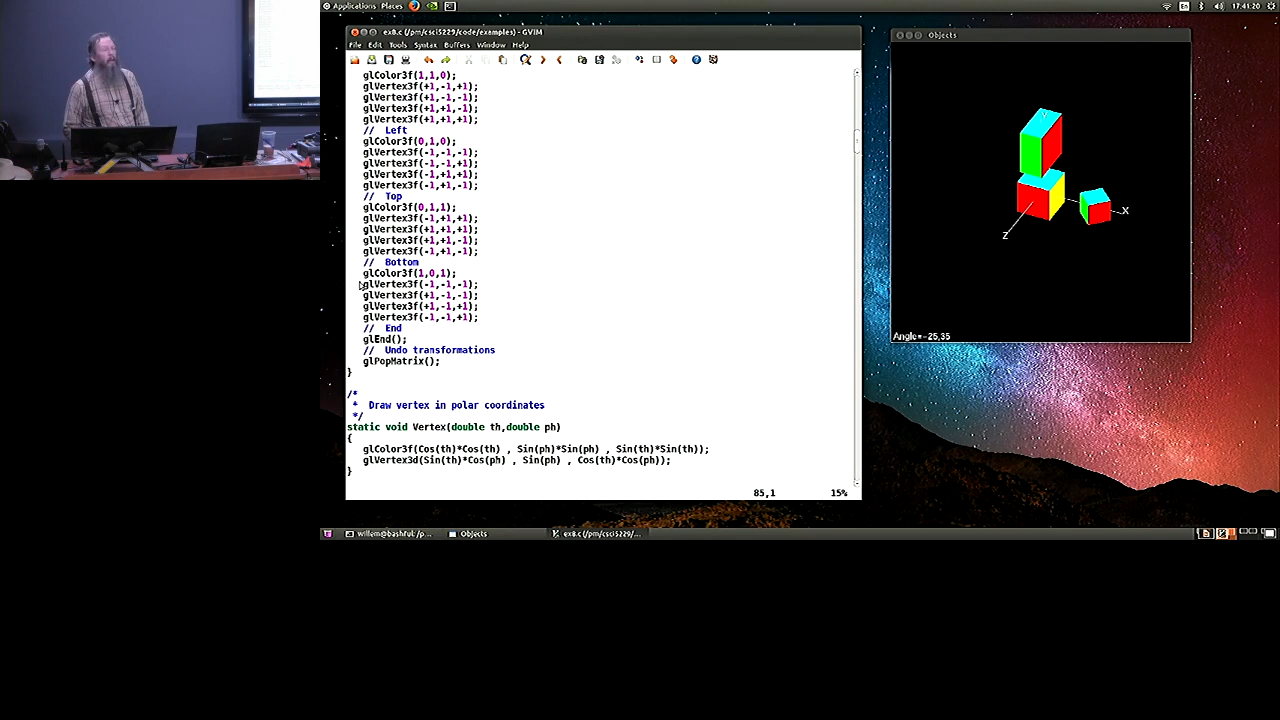 Applications Places
En
17:41:20
ex8.c (/pm/csci5229/code/examples) - GVIM
File Edit Tools Syntax Buffers Window Help
glColor3f(1,1,0);
glVertex3f(+1,-1,+1);
glVertex3f(+1,-1,-1);
glVertex3f(+1,+1,-1);
glVertex3f(+1,+1,+1);
// Left
glColor3f(0,1,0);
glVertex3f(-1,-1,-1);
glVertex3f(-1,-1,+1);
glVertex3f(-1,+1,+1);
glVertex3f(-1,+1,-1);
// Top
glColor3f(0,1,1);
glVertex3f(-1,+1,+1);
glVertex3f(+1,+1,+1);
glVertex3f(+1,+1,-1);
glVertex3f(-1,+1,-1);
// Bottom
glColor3f(1,0,1);
glVertex3f(-1,-1,-1);
glVertex3f(+1,-1,-1);
glVertex3f(+1,-1,+1);
glVertex3f(-1,-1,+1);
// End
glEnd();
// Undo transformations
glPopMatrix();
}
/*
* Draw vertex in polar coordinates
*/
static void Vertex(double th,double ph)
{
glColor3f(Cos(th)*Cos(th) , Sin(ph)*Sin(ph) , Sin(th)*Sin(th));
glVertex3d(Sin(th)*Cos(ph) , Sin(ph) , Cos(th)*Cos(ph));
}
85,1 15%
Objects
Y
X
Z
Angle=-25,35
willem@bashful: /p...
Objects
ex8.c (/pm/csci5229/...